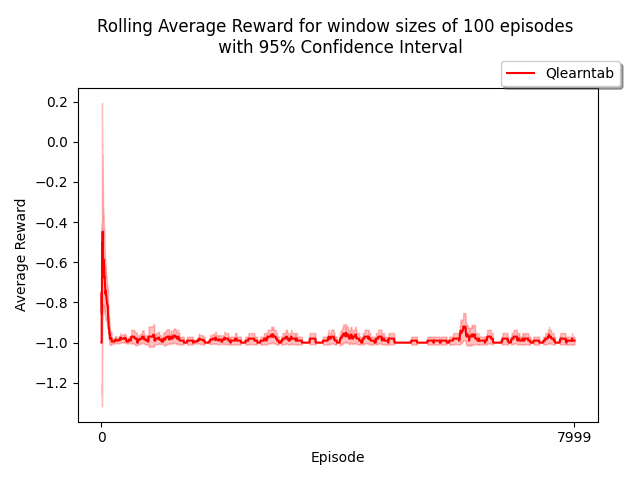 Rolling Average Reward for window sizes of 100 episodes
with 95% Confidence Interval
Qlearntab
0.2
0.0
−0.2
−0.4
−0.6
−0.8
−1.0
−1.2
Average Reward
0 7999
Episode